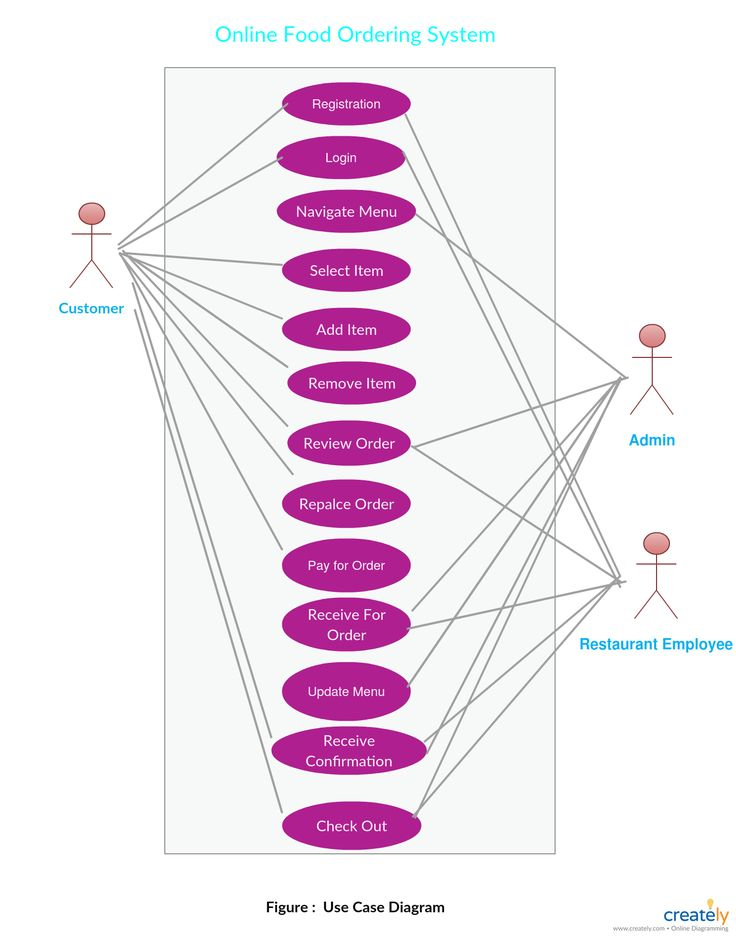 Online Food Ordering System
Registration
Login
Navigate Menu
Select Item
Customer
Add Item
Remove Item
Review Order
Admin
Repalce Order
Pay for Order
Receive For
Order
Restaurant Employee
Update Menu
Receive
Confirmation
Check Out
Figure : Use Case Diagram
creately
www.creately.com • Online Diagramming